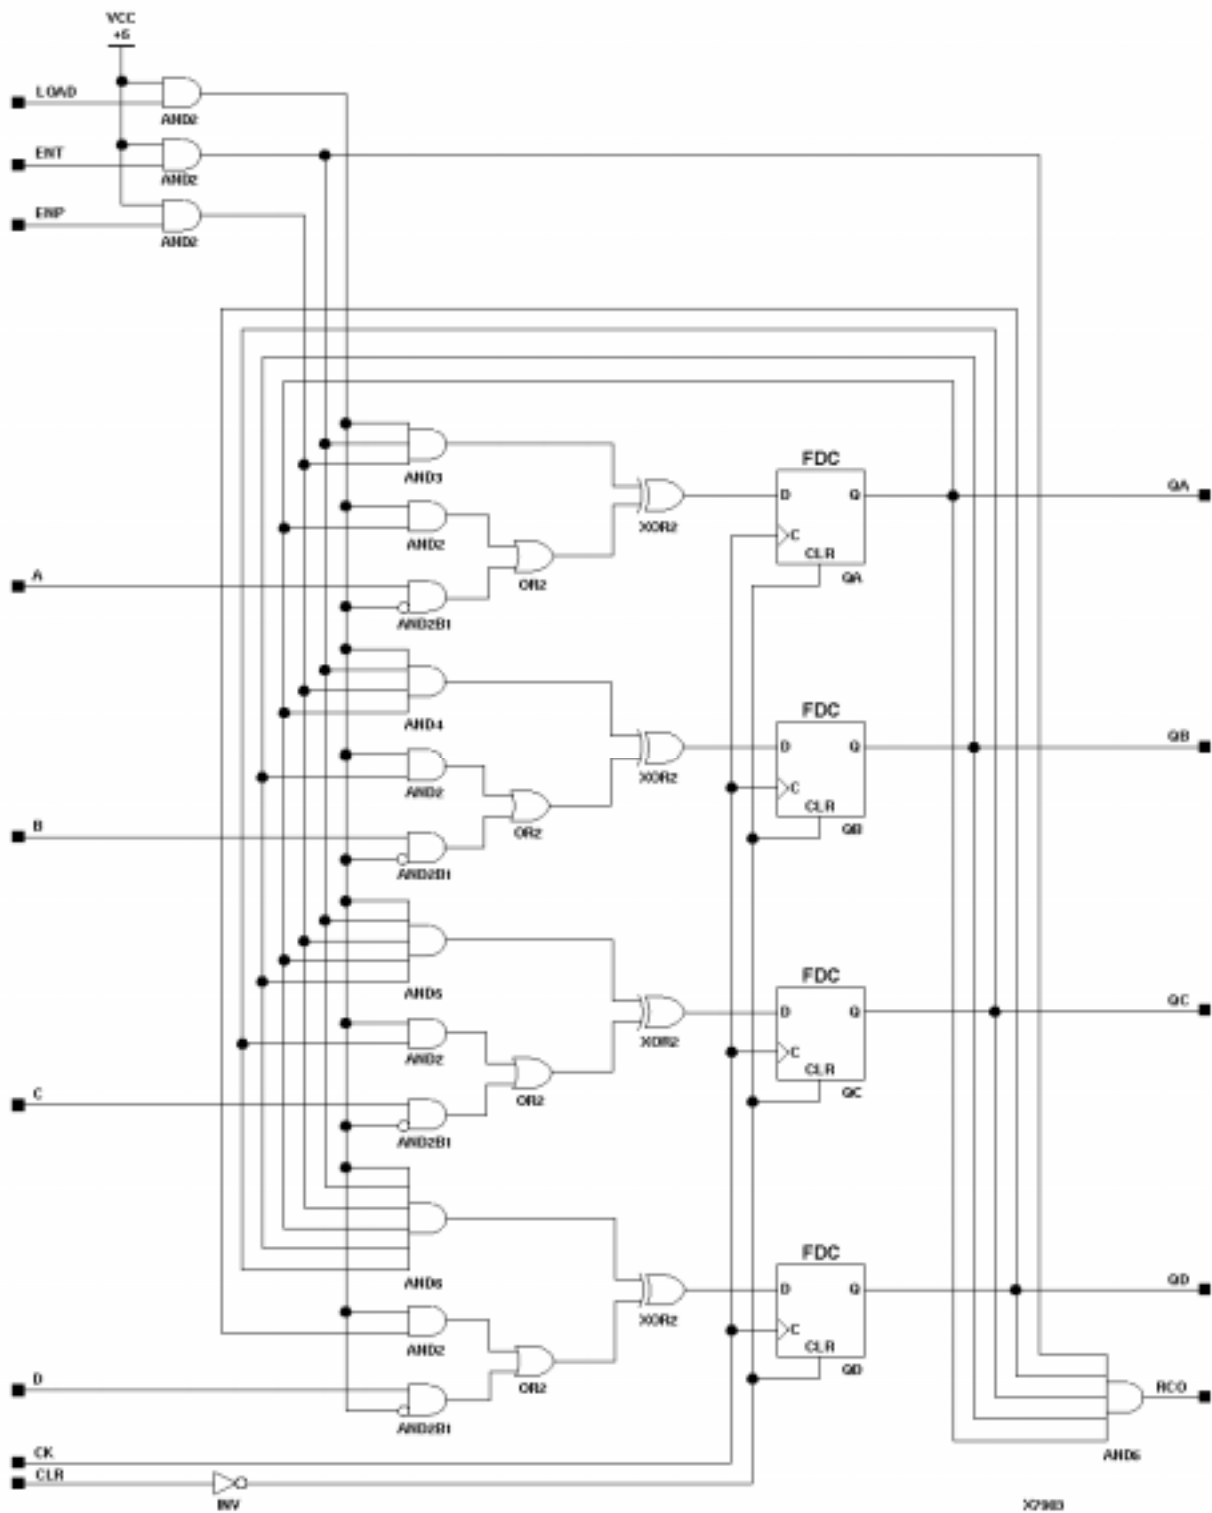 VCC
+5
LOAD
AND2
ENT
AND2
ENP
AND2
AND3
FDC
D
Q
QA
XOR2
AND2
C
OR2
CLR
QA
A
AND2B1
AND4
FDC
D
Q
QB
XOR2
AND2
C
CLR
OR2
QB
B
AND2B1
AND5
FDC
D
Q
QC
XOR2
AND2
C
CLR
OR2
QC
C
AND2B1
AND6
FDC
D
Q
QD
XOR2
AND2
C
CLR
QD
OR2
D
RCO
AND2B1
CK
AND5
CLR
INV